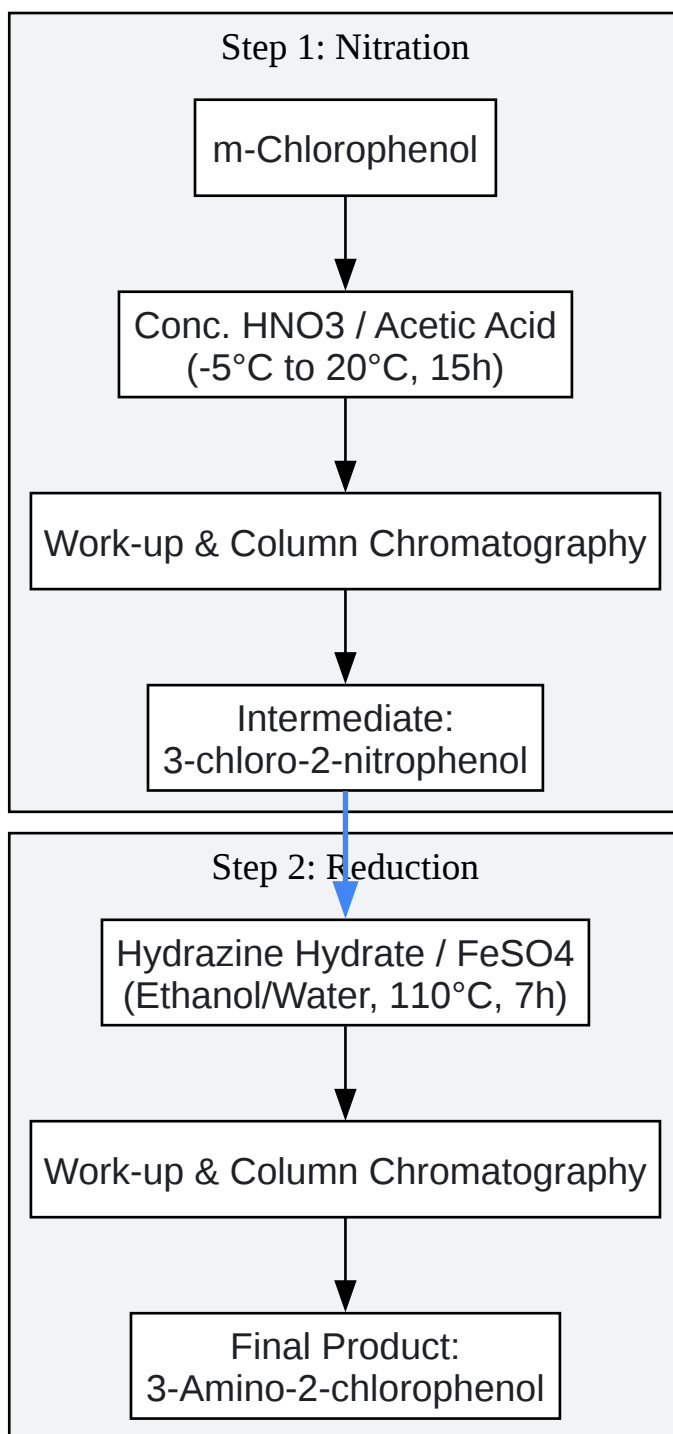 Step 1: Nitration
m-Chlorophenol
Conc. HNO3 / Acetic Acid
(-5°C to 20°C, 15h)
Work-up & Column Chromatography
Intermediate:
3-chloro-2-nitrophenol
Step 2: Reduction
Hydrazine Hydrate / FeSO4
(Ethanol/Water, 110°C, 7h)
Work-up & Column Chromatography
Final Product:
3-Amino-2-chlorophenol